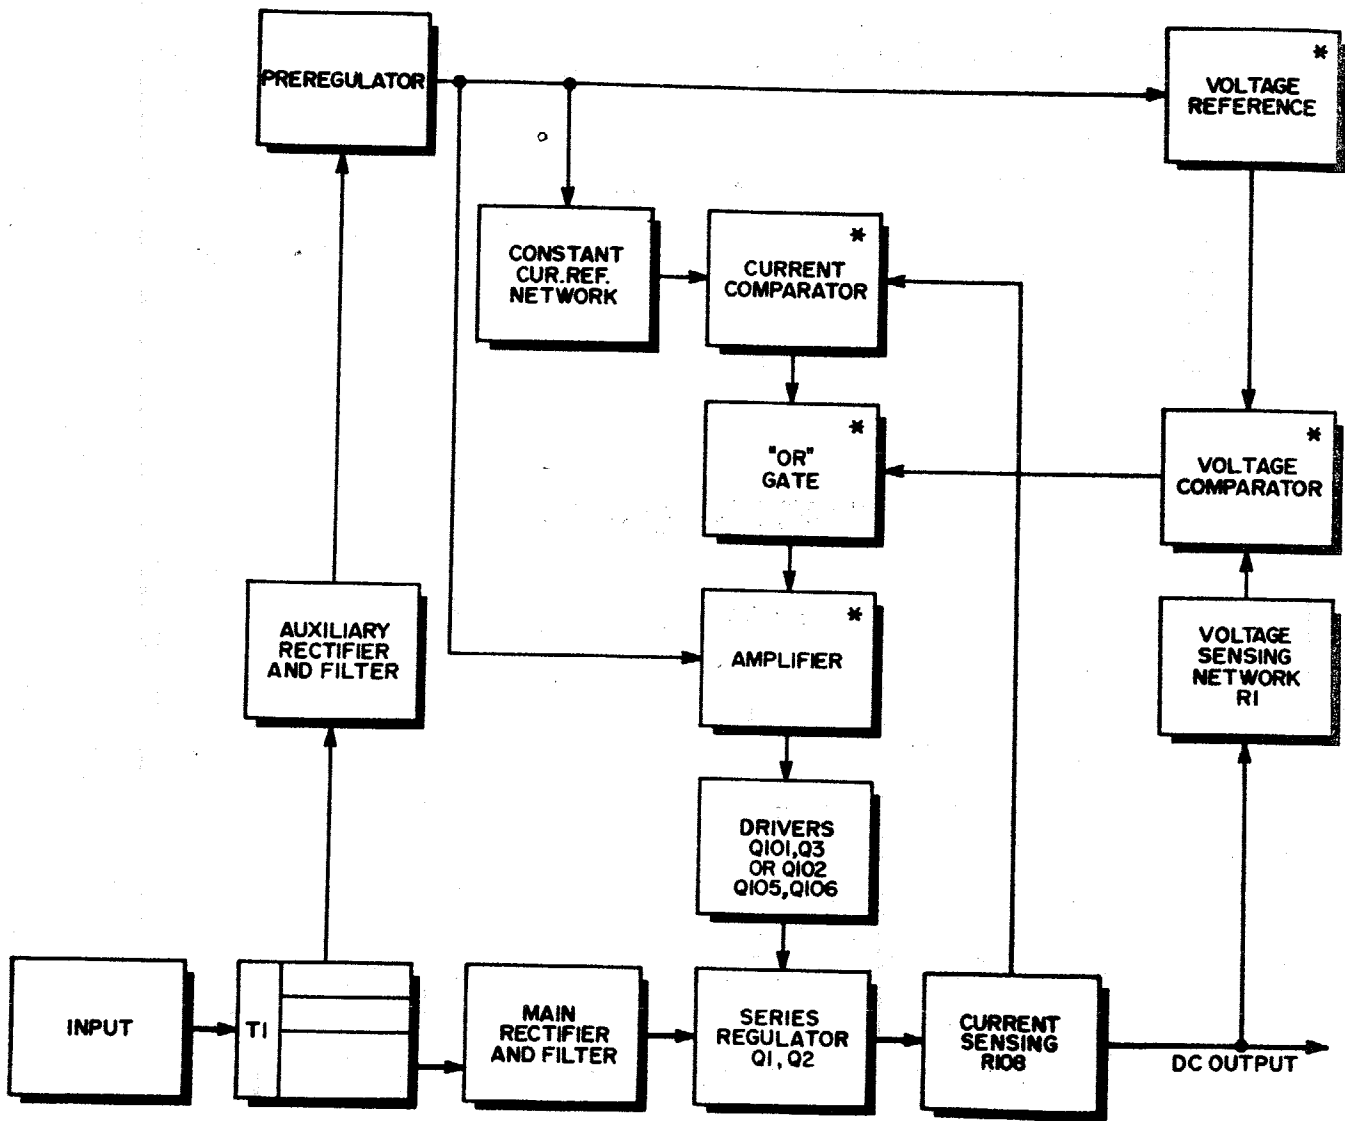 PREREGULATOR
*
VOLTAGE
REFERENCE
CONSTANT
CUR.REF.
NETWORK
*
CURRENT
COMPARATOR
*
"OR"
GATE
*
VOLTAGE
COMPARATOR
AUXILIARY
RECTIFIER
AND FILTER
*
AMPLIFIER
VOLTAGE
SENSING
NETWORK
R1
DRIVERS
Q101,Q3
OR Q102
Q105,Q106
INPUT
T1
MAIN
RECTIFIER
AND FILTER
SERIES
REGULATOR
Q1, Q2
CURRENT
SENSING
R108
DC OUTPUT